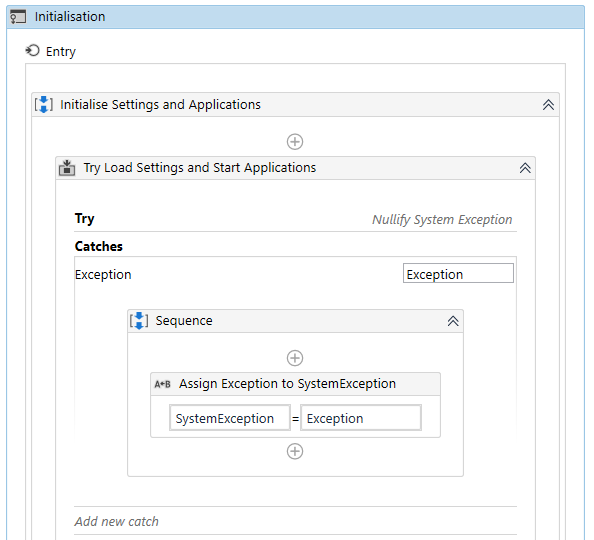 Initialisation
Entry
Initialise Settings and Applications
Try Load Settings and Start Applications
Try Nullify System Exception
Catches
Exception Exception
Sequence
A+B Assign Exception to SystemException
SystemException = Exception
Add new catch